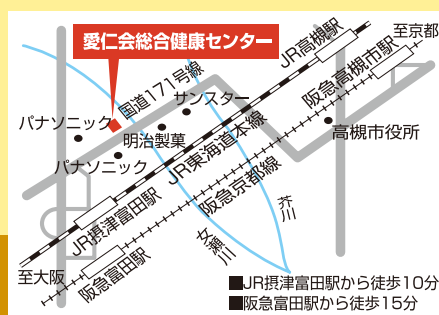 愛仁会総合健康センター
JR高槻駅
至京都
国道171号線
サンスター
阪急高槻市駅
パナソニック
明治製菓
高槻市役所
パナソニック
JR東海道本線
阪急京都線
芥川
JR摂津富田駅
女瀬川
阪急富田駅
至大阪
■JR摂津富田駅から徒歩10分
■阪急富田駅から徒歩15分